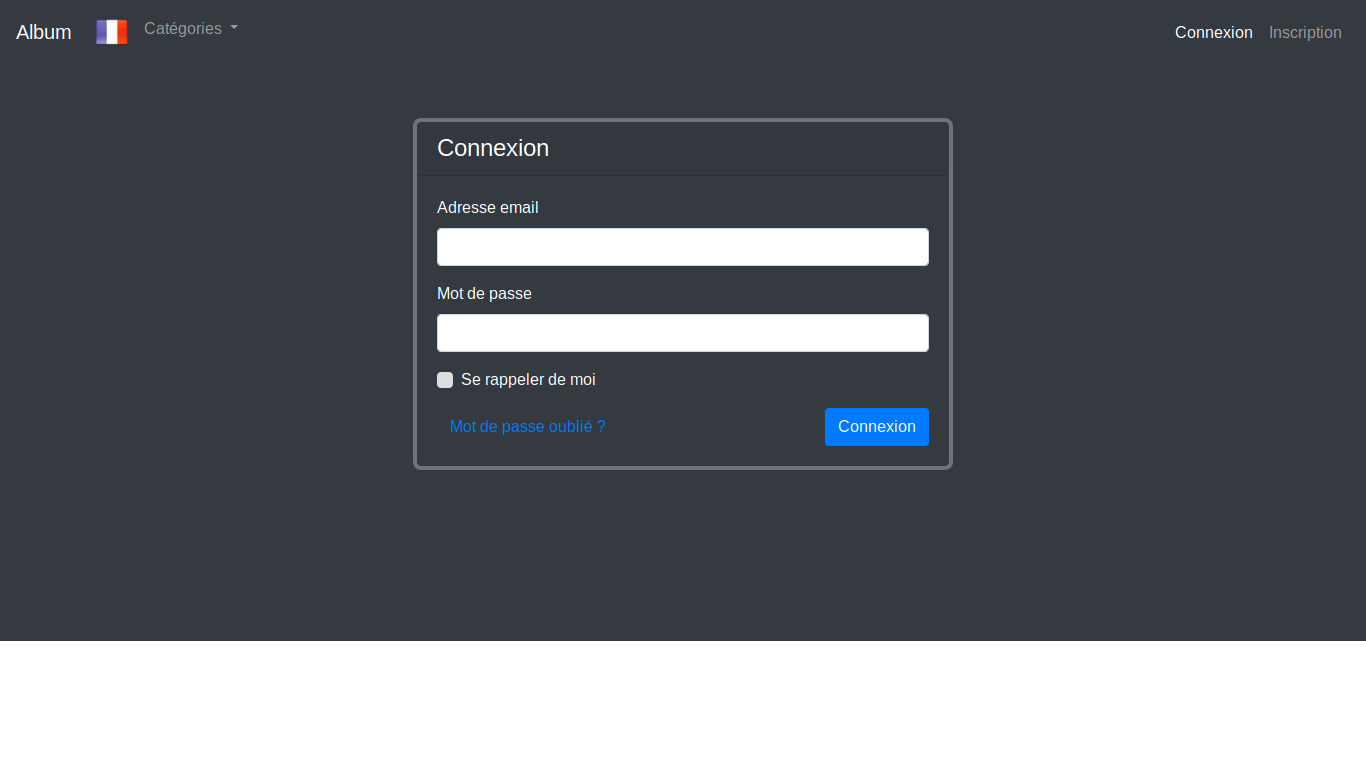 Album
Catégories
Connexion
Inscription
Connexion
Adresse email
Mot de passe
Se rappeler de moi
Mot de passe oublié ?
Connexion